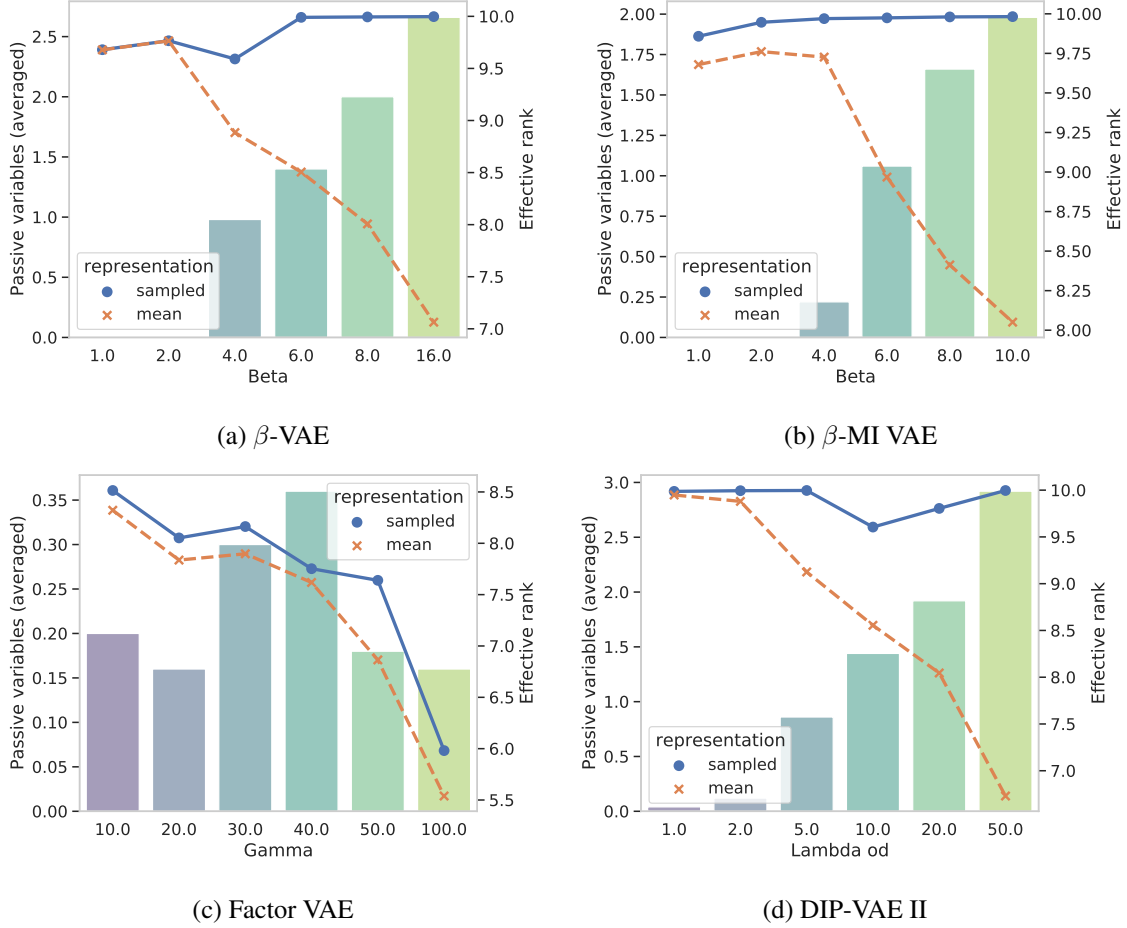 Passive variables (averaged)
2.5
2.0
1.5
1.0
0.5
0.0
10.0
9.5
9.0
8.5
8.0
7.5
7.0
Effective rank
representation
sampled
mean
1.0 2.0 4.0 6.0 8.0 16.0
Beta
(a) β-VAE
Passive variables (averaged)
2.00
1.75
1.50
1.25
1.00
0.75
0.50
0.25
0.00
10.00
9.75
9.50
9.25
9.00
8.75
8.50
8.25
8.00
Effective rank
representation
sampled
mean
1.0 2.0 4.0 6.0 8.0 10.0
Beta
(b) β-MI VAE
Passive variables (averaged)
0.35
0.30
0.25
0.20
0.15
0.10
0.05
0.00
8.5
8.0
7.5
7.0
6.5
6.0
5.5
Effective rank
representation
sampled
mean
10.0 20.0 30.0 40.0 50.0 100.0
Gamma
(c) Factor VAE
Passive variables (averaged)
3.0
2.5
2.0
1.5
1.0
0.5
0.0
10.0
9.5
9.0
8.5
8.0
7.5
7.0
Effective rank
representation
sampled
mean
1.0 2.0 5.0 10.0 20.0 50.0
Lambda od
(d) DIP-VAE II